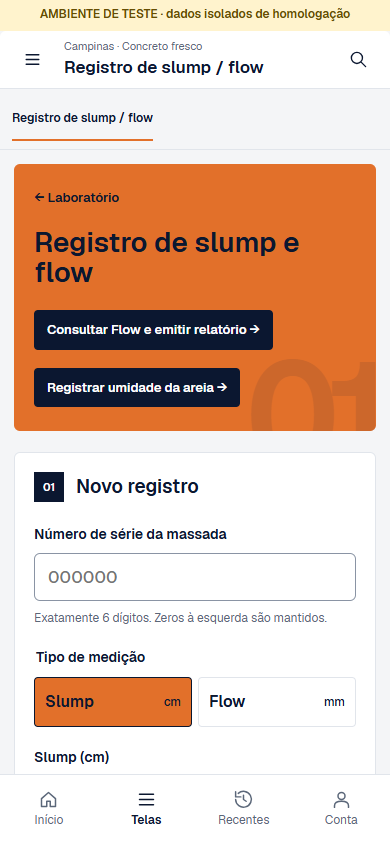 AMBIENTE DE TESTE · dados isolados de homologação
Campinas · Concreto fresco
Registro de slump / flow
Registro de slump / flow
← Laboratório
Registro de slump e
flow
Consultar Flow e emitir relatório →
Registrar umidade da areia →
01
01
Novo registro
Número de série da massada
000000
Exatamente 6 dígitos. Zeros à esquerda são mantidos.
Tipo de medição
Slump cm
Flow mm
Slump (cm)
Início
Telas
Recentes
Conta